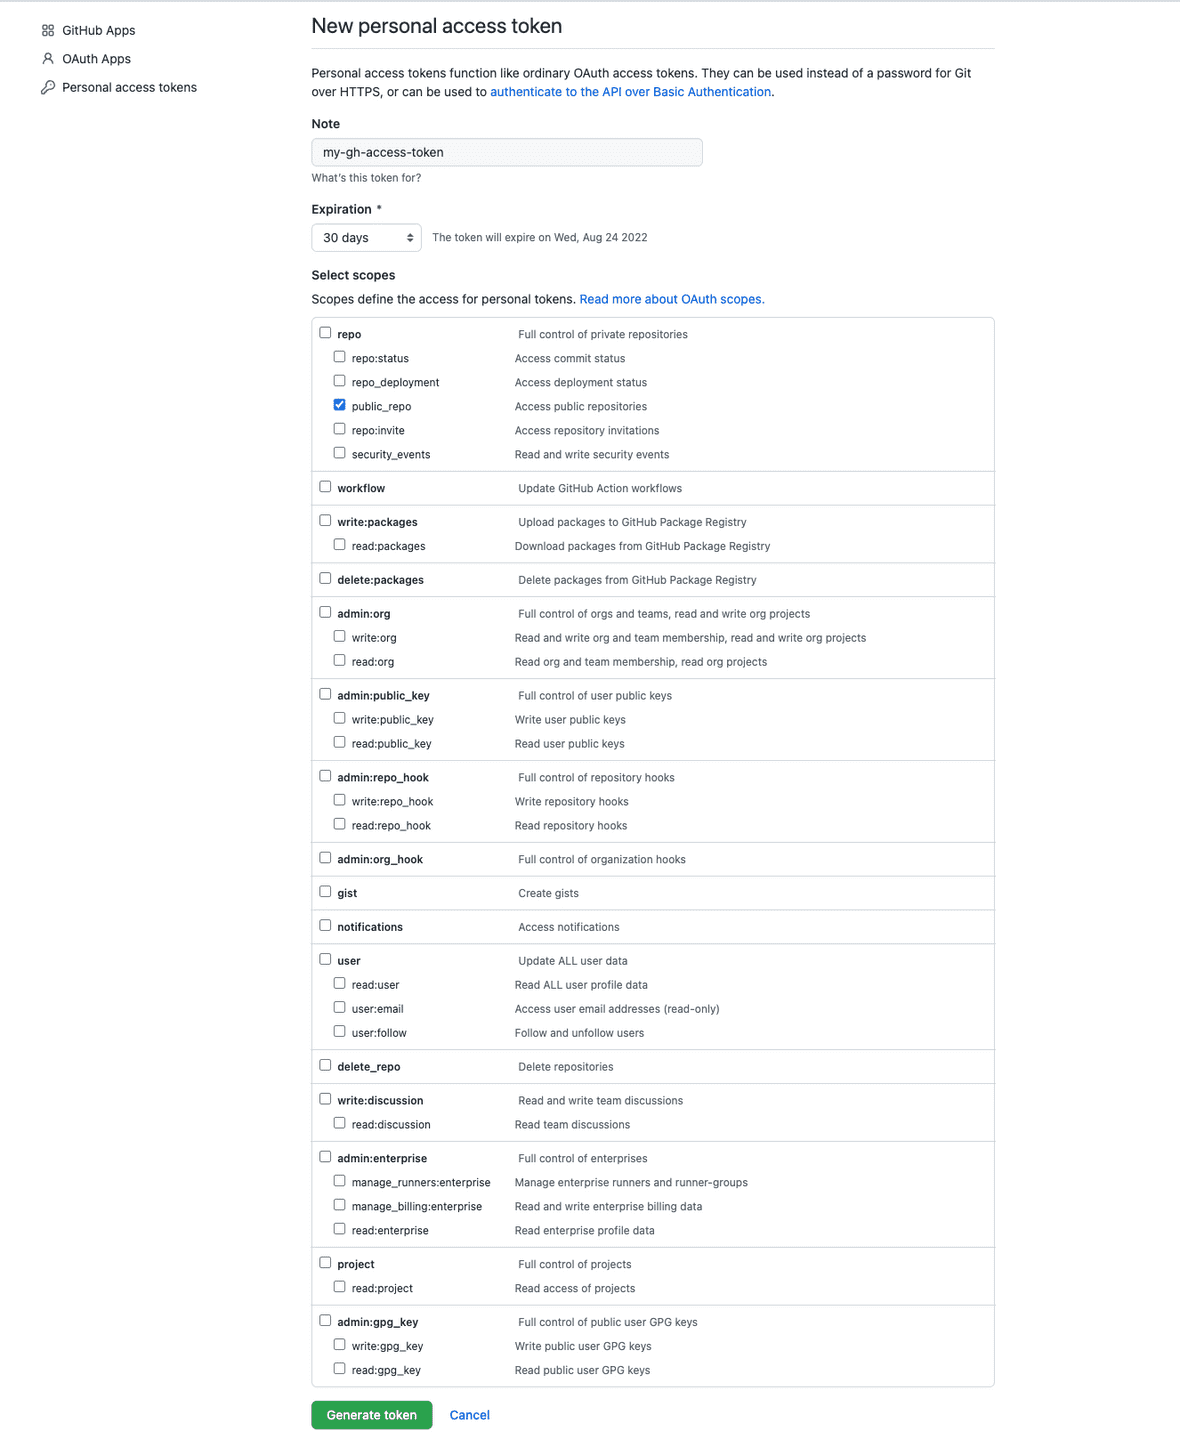 GitHub Apps
OAuth Apps
Personal access tokens
New personal access token
Personal access tokens function like ordinary OAuth access tokens. They can be used instead of a password for Git
over HTTPS, or can be used to authenticate to the API over Basic Authentication.
Note
my-gh-access-token
What's this token for?
Expiration *
30 days The token will expire on Wed, Aug 24 2022
Select scopes
Scopes define the access for personal tokens. Read more about OAuth scopes.
repo Full control of private repositories
repo:status Access commit status
repo_deployment Access deployment status
public_repo Access public repositories
repo:invite Access repository invitations
security_events Read and write security events
workflow Update GitHub Action workflows
write:packages Upload packages to GitHub Package Registry
read:packages Download packages from GitHub Package Registry
delete:packages Delete packages from GitHub Package Registry
admin:org Full control of orgs and teams, read and write org projects
write:org Read and write org and team membership, read and write org projects
read:org Read org and team membership, read org projects
admin:public_key Full control of user public keys
write:public_key Write user public keys
read:public_key Read user public keys
admin:repo_hook Full control of repository hooks
write:repo_hook Write repository hooks
read:repo_hook Read repository hooks
admin:org_hook Full control of organization hooks
gist Create gists
notifications Access notifications
user Update ALL user data
read:user Read ALL user profile data
user:email Access user email addresses (read-only)
user:follow Follow and unfollow users
delete_repo Delete repositories
write:discussion Read and write team discussions
read:discussion Read team discussions
admin:enterprise Full control of enterprises
manage_runners:enterprise Manage enterprise runners and runner-groups
manage_billing:enterprise Read and write enterprise billing data
read:enterprise Read enterprise profile data
project Full control of projects
read:project Read access of projects
admin:gpg_key Full control of public user GPG keys
write:gpg_key Write public user GPG keys
read:gpg_key Read public user GPG keys
Generate token Cancel